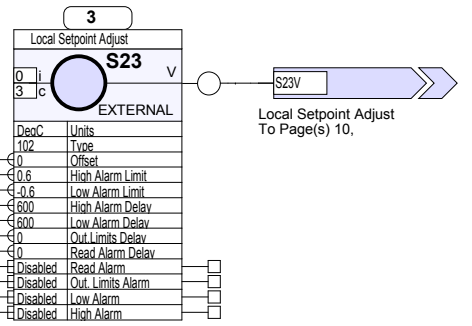 3
Local Setpoint Adjust
S23
V
0 i
3 c
EXTERNAL
DegC Units
102 Type
0 Offset
0.6 High Alarm Limit
-0.6 Low Alarm Limit
600 High Alarm Delay
600 Low Alarm Delay
0 Out.Limits Delay
0 Read Alarm Delay
Disabled Read Alarm
Disabled Out. Limits Alarm
Disabled Low Alarm
Disabled High Alarm
S23V
Local Setpoint Adjust
To Page(s) 10,